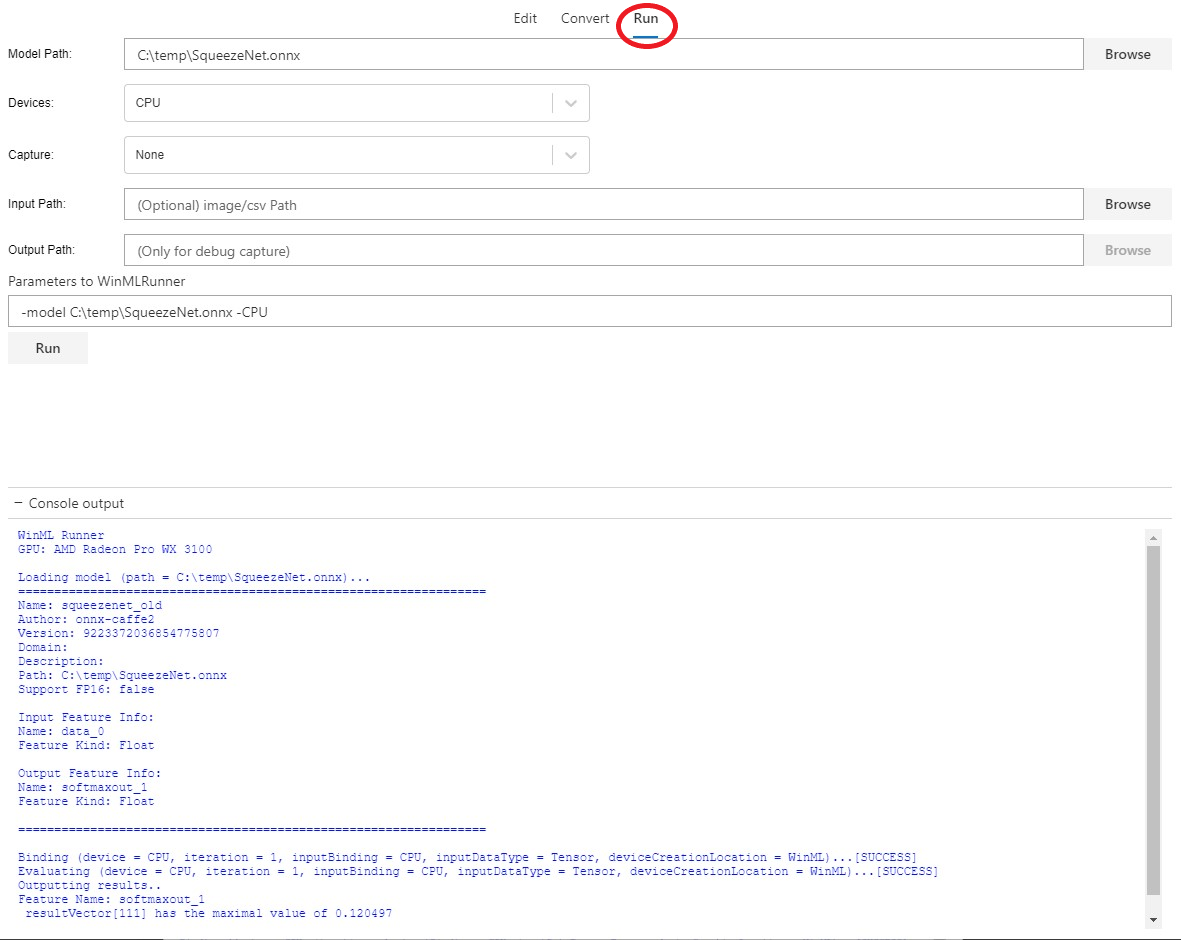 Edit Convert Run
Model Path: C:\temp\SqueezeNet.onnx Browse
Devices: CPU
Capture: None
Input Path: (Optional) image/csv Path Browse
Output Path: (Only for debug capture) Browse
Parameters to WinMLRunner
-model C:\temp\SqueezeNet.onnx -CPU
Run
− Console output
WinML Runner
GPU: AMD Radeon Pro WX 3100
Loading model (path = C:\temp\SqueezeNet.onnx)...
=================================================================
Name: squeezenet_old
Author: onnx-caffe2
Version: 9223372036854775807
Domain:
Description:
Path: C:\temp\SqueezeNet.onnx
Support FP16: false
Input Feature Info:
Name: data_0
Feature Kind: Float
Output Feature Info:
Name: softmaxout_1
Feature Kind: Float
=================================================================
Binding (device = CPU, iteration = 1, inputBinding = CPU, inputDataType = Tensor, deviceCreationLocation = WinML)...[SUCCESS]
Evaluating (device = CPU, iteration = 1, inputBinding = CPU, inputDataType = Tensor, deviceCreationLocation = WinML)...[SUCCESS]
Outputting results..
Feature Name: softmaxout_1
resultVector[111] has the maximal value of 0.120497